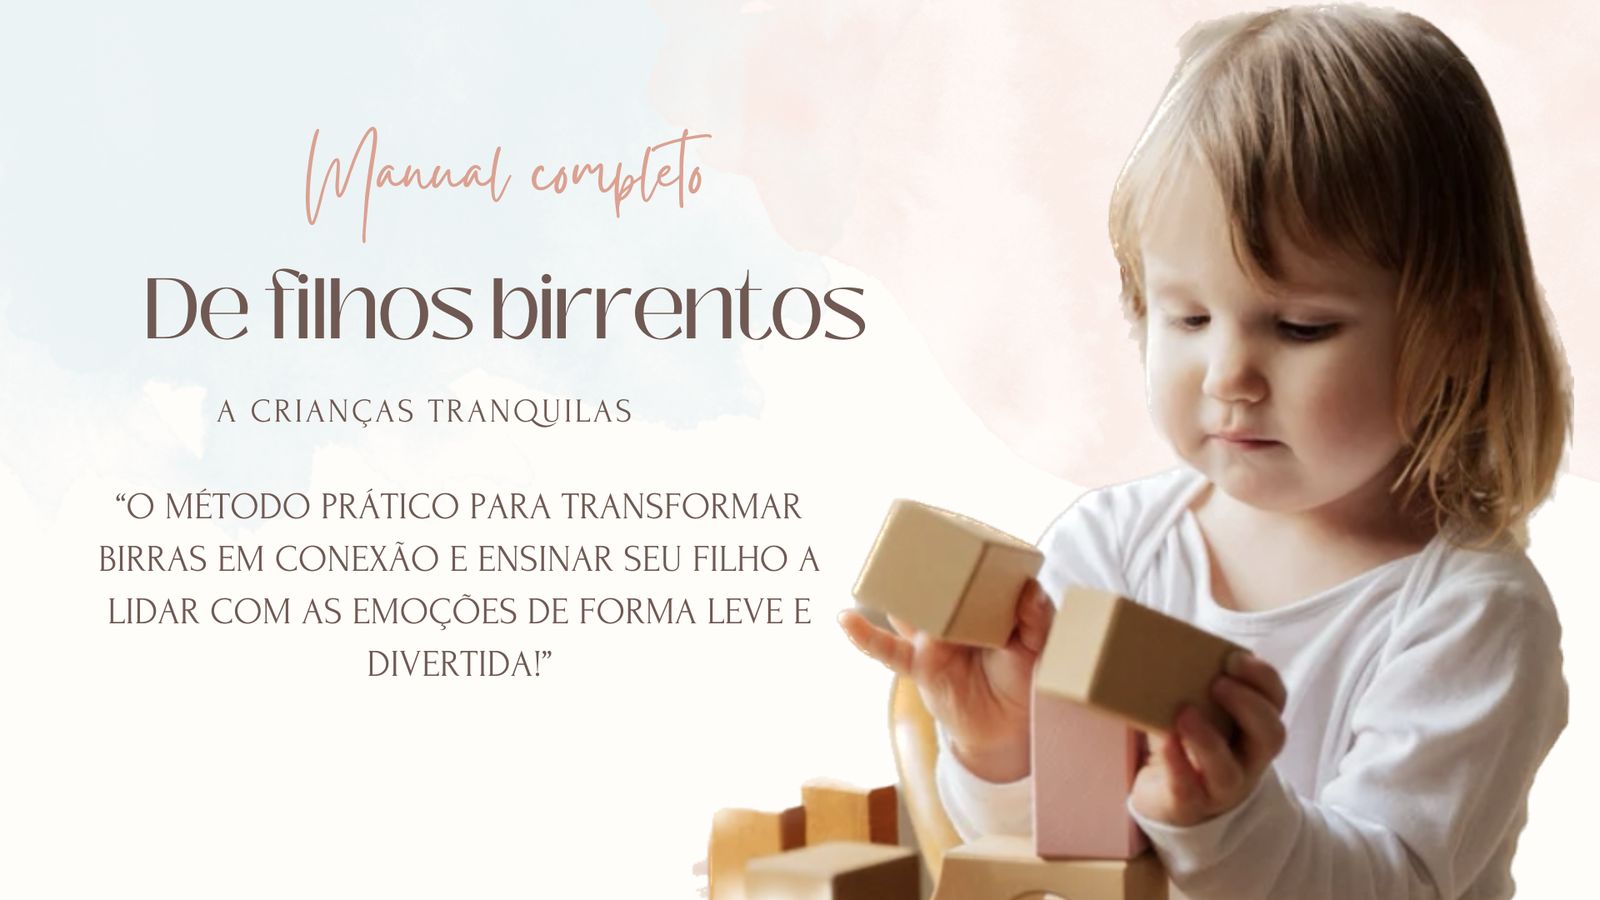 Manual completo
De filhos birrentos
A CRIANÇAS TRANQUILAS
“O MÉTODO PRÁTICO PARA TRANSFORMAR
BIRRAS EM CONEXÃO E ENSINAR SEU FILHO A
LIDAR COM AS EMOÇÕES DE FORMA LEVE E
DIVERTIDA!”